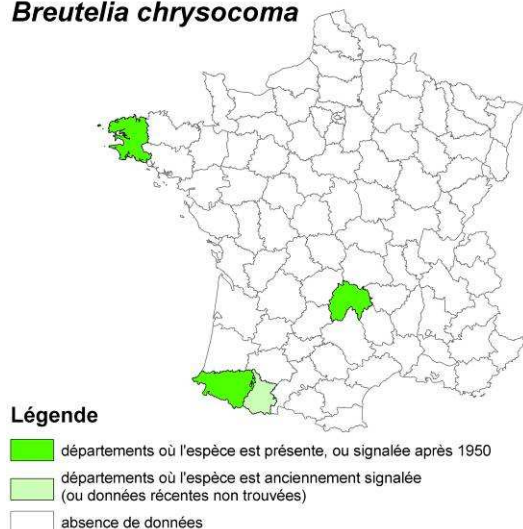 Breutelia chrysocoma
Légende
départements où l'espèce est présente, ou signalée après 1950
départements où l'espèce est anciennement signalée
(ou données récentes non trouvées)
absence de données